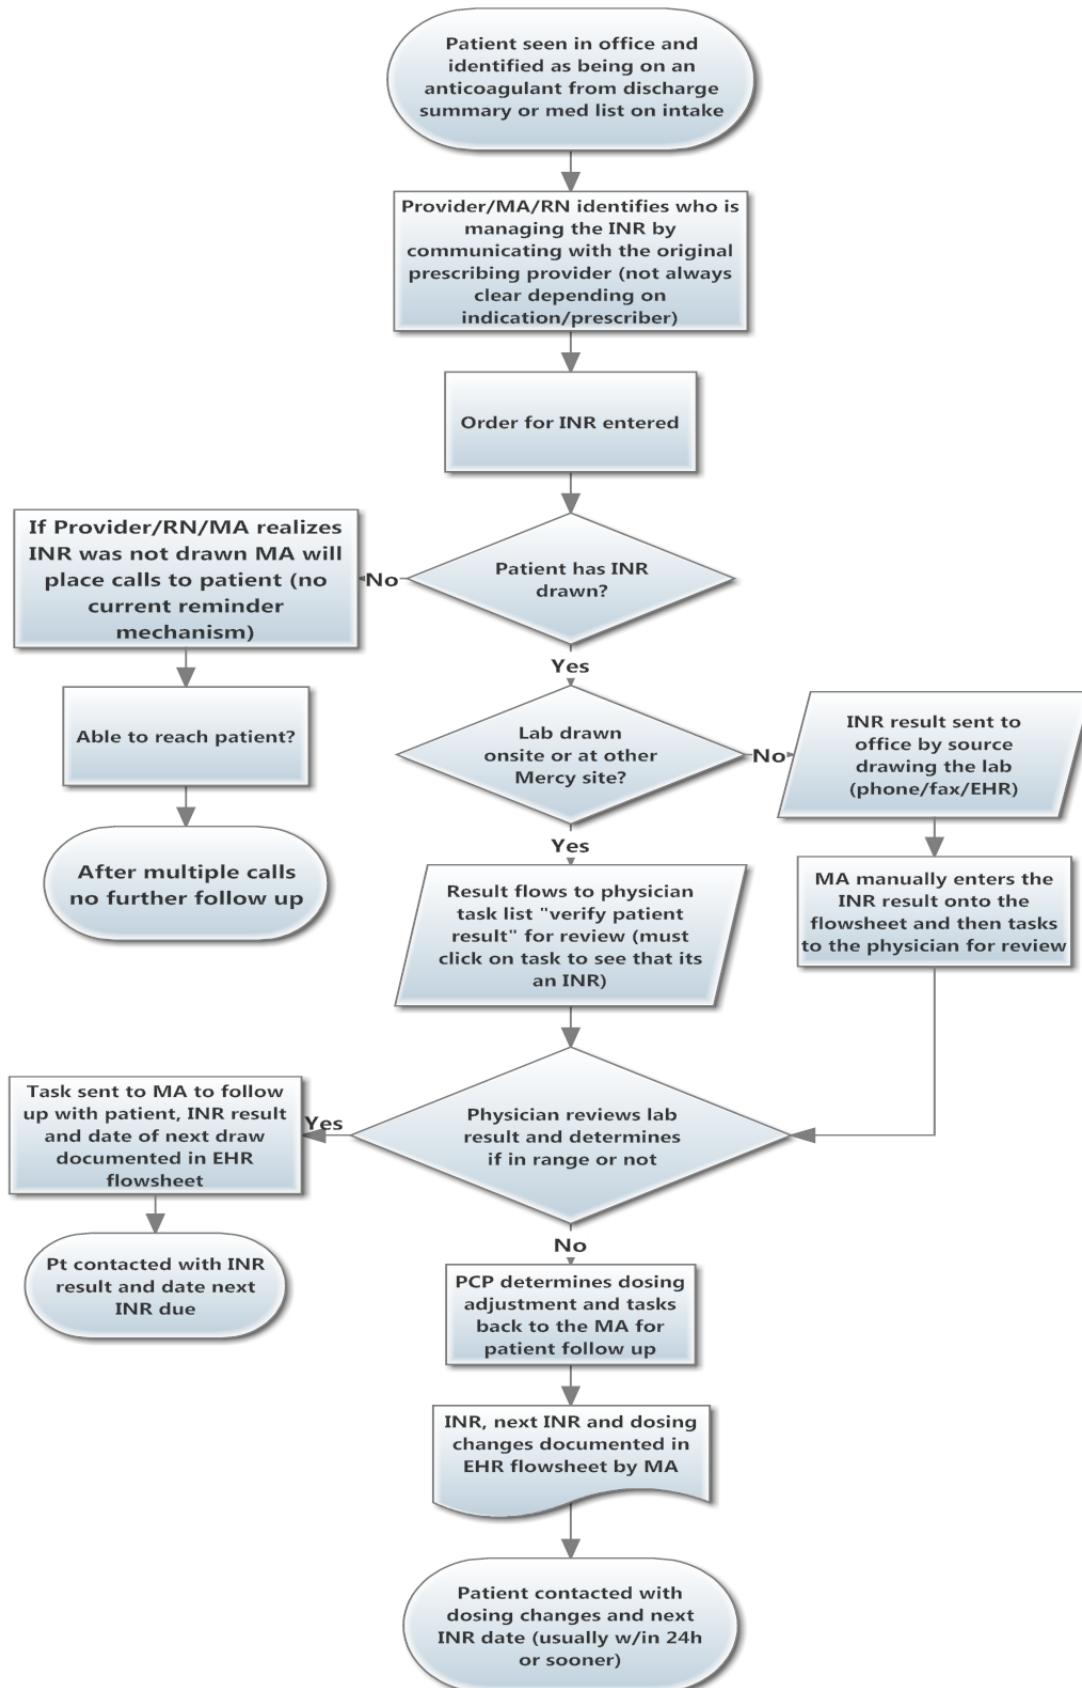 Patient seen in office and
identified as being on an
anticoagulant from discharge
summary or med list on intake
Provider/MA/RN identifies who is
managing the INR by
communicating with the original
prescribing provider (not always
clear depending on
indication/prescriber)
Order for INR entered
Patient has INR
drawn?
No
If Provider/RN/MA realizes
INR was not drawn MA will
place calls to patient (no
current reminder
mechanism)
Able to reach patient?
After multiple calls
no further follow up
Yes
Lab drawn
onsite or at other
Mercy site?
No
INR result sent to
office by source
drawing the lab
(phone/fax/EHR)
MA manually enters the
INR result onto the
flowsheet and then tasks
to the physician for review
Yes
Result flows to physician
task list "verify patient
result" for review (must
click on task to see that its
an INR)
Physician reviews lab
result and determines
if in range or not
Yes
Task sent to MA to follow
up with patient, INR result
and date of next draw
documented in EHR
flowsheet
Pt contacted with INR
result and date next
INR due
No
PCP determines dosing
adjustment and tasks
back to the MA for
patient follow up
INR, next INR and dosing
changes documented in
EHR flowsheet by MA
Patient contacted with
dosing changes and next
INR date (usually w/in 24h
or sooner)